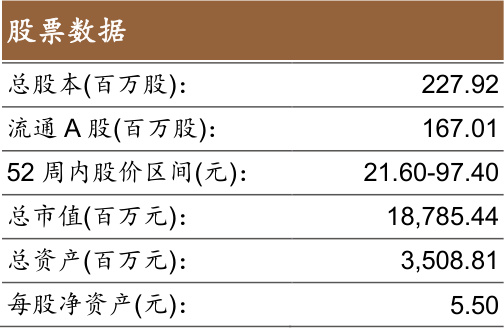 股票数据
总股本(百万股)： 227.92
流通 A 股(百万股)： 167.01
52 周内股价区间(元)： 21.60-97.40
总市值(百万元)： 18,785.44
总资产(百万元)： 3,508.81
每股净资产(元)： 5.50